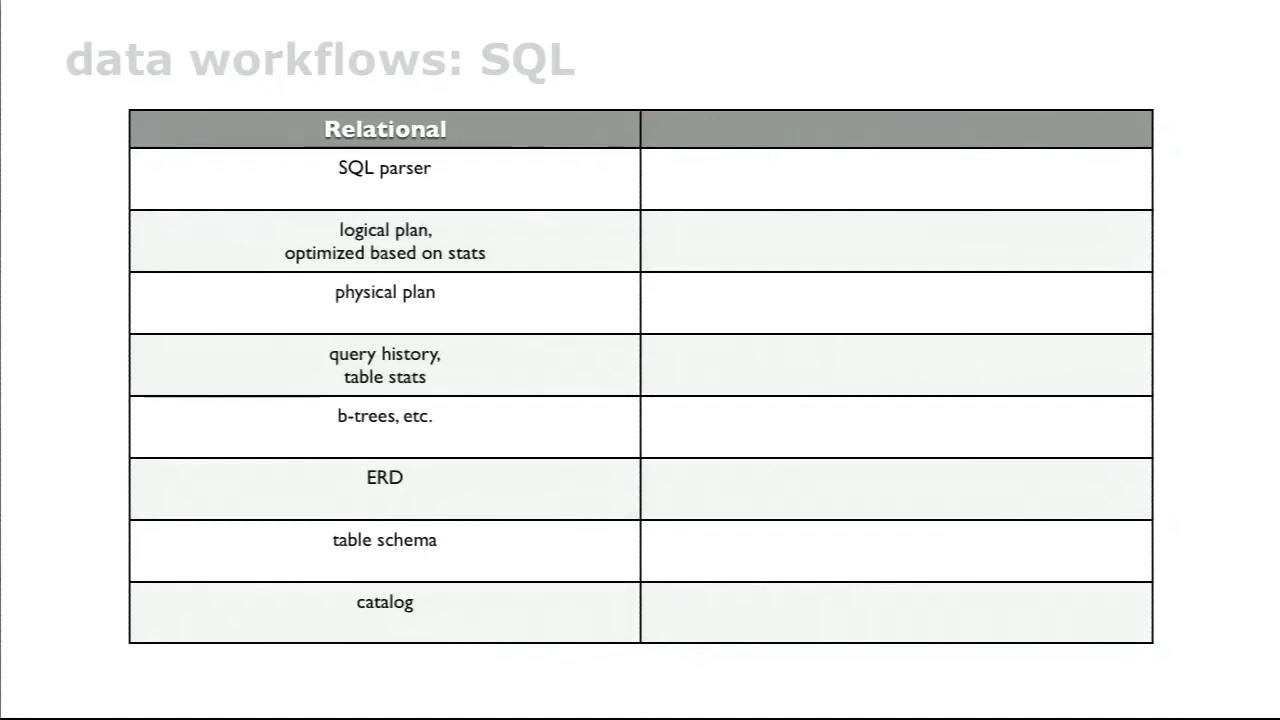 data workflows: SQL
Relational
SQL parser
logical plan,
optimized based on stats
physical plan
query history,
table stats
b-trees, etc.
ERD
table schema
catalog